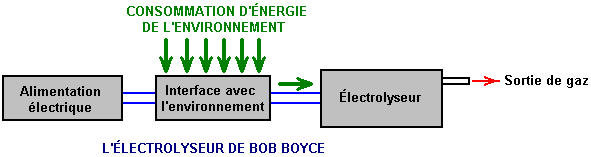 CONSOMMATION D'ÉNERGIE
DE L'ENVIRONNEMENT
Alimentation
électrique
Interface avec
l'environnement
Électrolyseur
Sortie de gaz
L'ÉLECTROLYSEUR DE BOB BOYCE